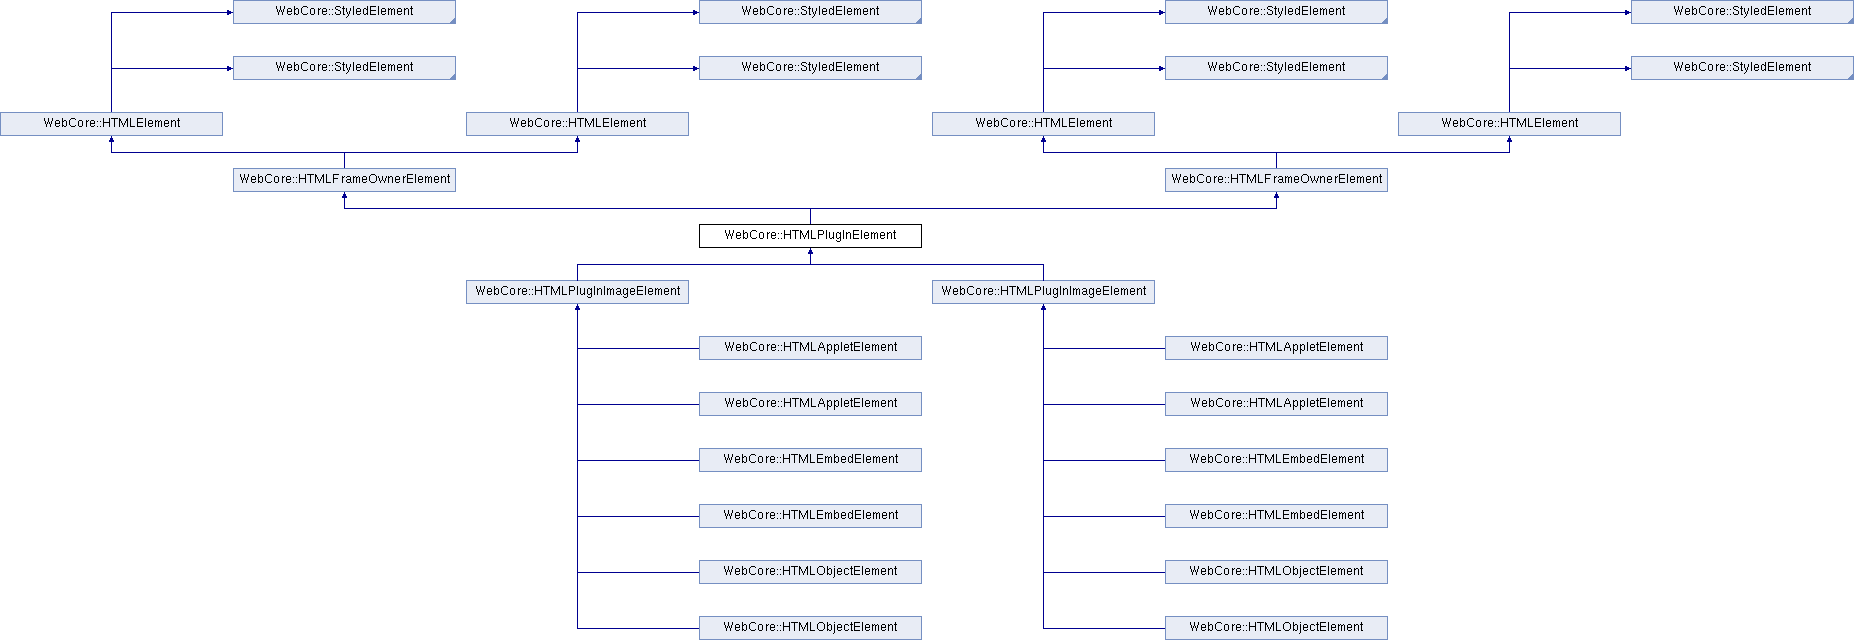 WebCore::StyledElement
WebCore::StyledElement
WebCore::StyledElement
WebCore::StyledElement
WebCore::StyledElement
WebCore::StyledElement
WebCore::StyledElement
WebCore::StyledElement
WebCore::HTMLElement
WebCore::HTMLElement
WebCore::HTMLElement
WebCore::HTMLElement
WebCore::HTMLFrameOwnerElement
WebCore::HTMLFrameOwnerElement
WebCore::HTMLPlugInElement
WebCore::HTMLPlugInImageElement
WebCore::HTMLPlugInImageElement
WebCore::HTMLAppletElement
WebCore::HTMLAppletElement
WebCore::HTMLAppletElement
WebCore::HTMLAppletElement
WebCore::HTMLEmbedElement
WebCore::HTMLEmbedElement
WebCore::HTMLEmbedElement
WebCore::HTMLEmbedElement
WebCore::HTMLObjectElement
WebCore::HTMLObjectElement
WebCore::HTMLObjectElement
WebCore::HTMLObjectElement